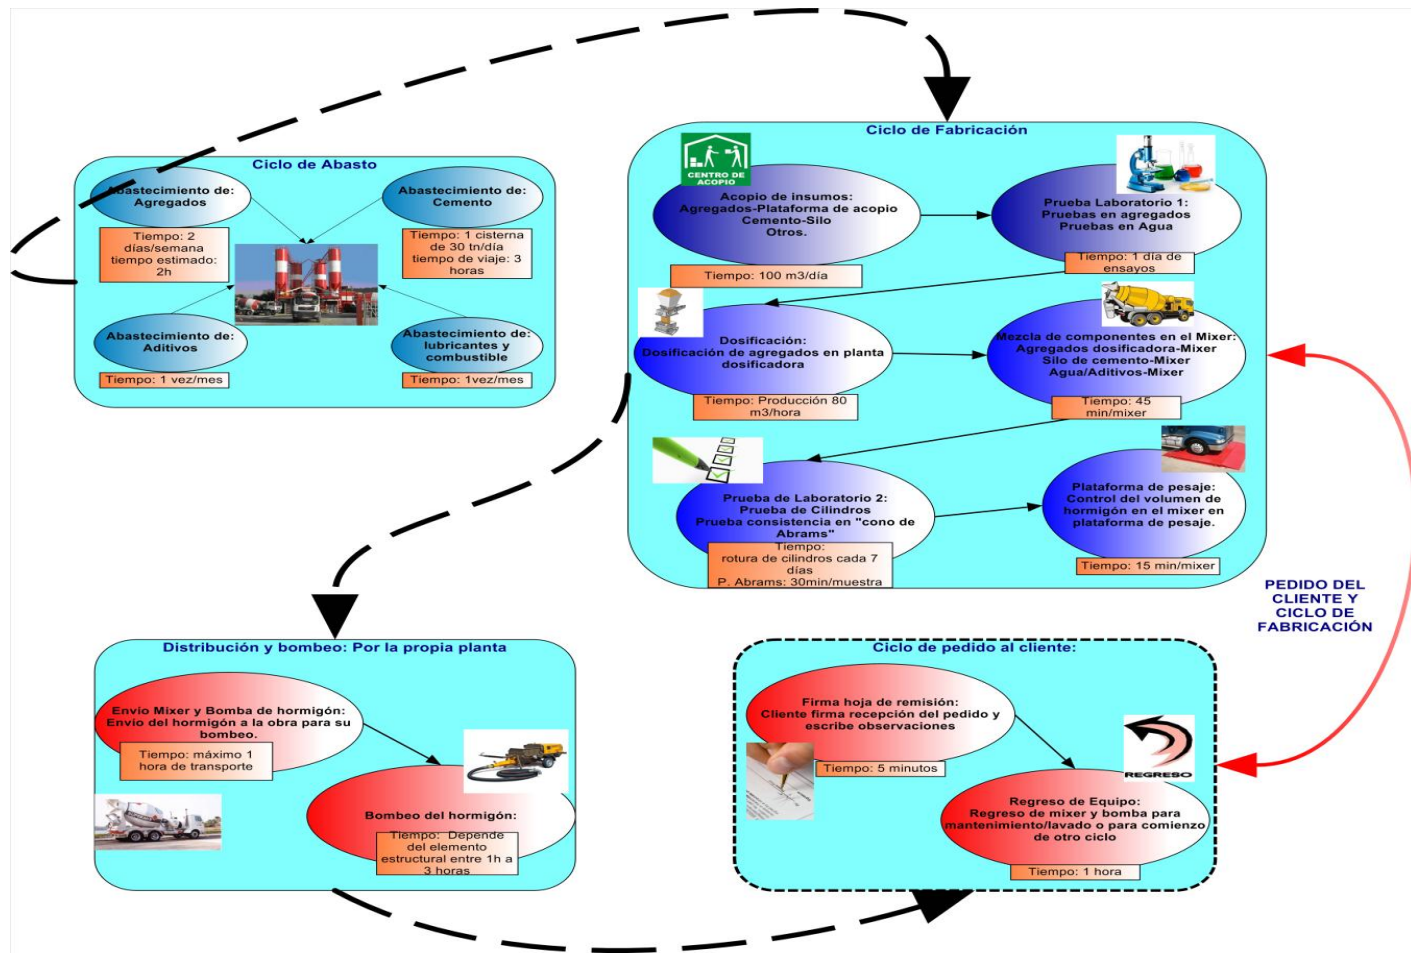 Ciclo de Abasto
Abastecimiento de:
Agregados
Tiempo: 2
días/semana
tiempo estimado:
2h
Abastecimiento de:
Cemento
Tiempo: 1 cisterna
de 30 tn/día
tiempo de viaje: 3
horas
Abastecimiento de:
Aditivos
Tiempo: 1 vez/mes
Abastecimiento de:
lubricantes y
combustible
Tiempo: 1vez/mes
Ciclo de Fabricación
CENTRO DE
ACOPIO
Acopio de insumos:
Agregados-Plataforma de acopio
Cemento-Silo
Otros.
Tiempo: 100 m3/día
Prueba Laboratorio 1:
Pruebas en agregados
Pruebas en Agua
Tiempo: 1 día de
ensayos
Dosificación:
Dosificación de agregados en planta
dosificadora
Tiempo: Producción 80
m3/hora
Mezcla de componentes en el Mixer:
Agregados dosificadora-Mixer
Silo de cemento-Mixer
Agua/Aditivos-Mixer
Tiempo: 45
min/mixer
Prueba de Laboratorio 2:
Prueba de Cilindros
Prueba consistencia en "cono de
Abrams"
Tiempo:
rotura de cilindros cada 7
días
P. Abrams: 30min/muestra
Plataforma de pesaje:
Control del volumen de
hormigón en el mixer en
plataforma de pesaje.
Tiempo: 15 min/mixer
PEDIDO DEL
CLIENTE Y
CICLO DE
FABRICACIÓN
Distribución y bombeo: Por la propia planta
Envio Mixer y Bomba de hormigón:
Envío del hormigón a la obra para su
bombeo.
Tiempo: máximo 1
hora de transporte
Bombeo del hormigón:
Tiempo: Depende
del elemento
estructural entre 1h a
3 horas
Ciclo de pedido al cliente:
Firma hoja de remisión:
Cliente firma recepción del pedido y
escribe observaciones
Tiempo: 5 minutos
REGRESO
Regreso de Equipo:
Regreso de mixer y bomba para
mantenimiento/lavado o para comienzo
de otro ciclo
Tiempo: 1 hora